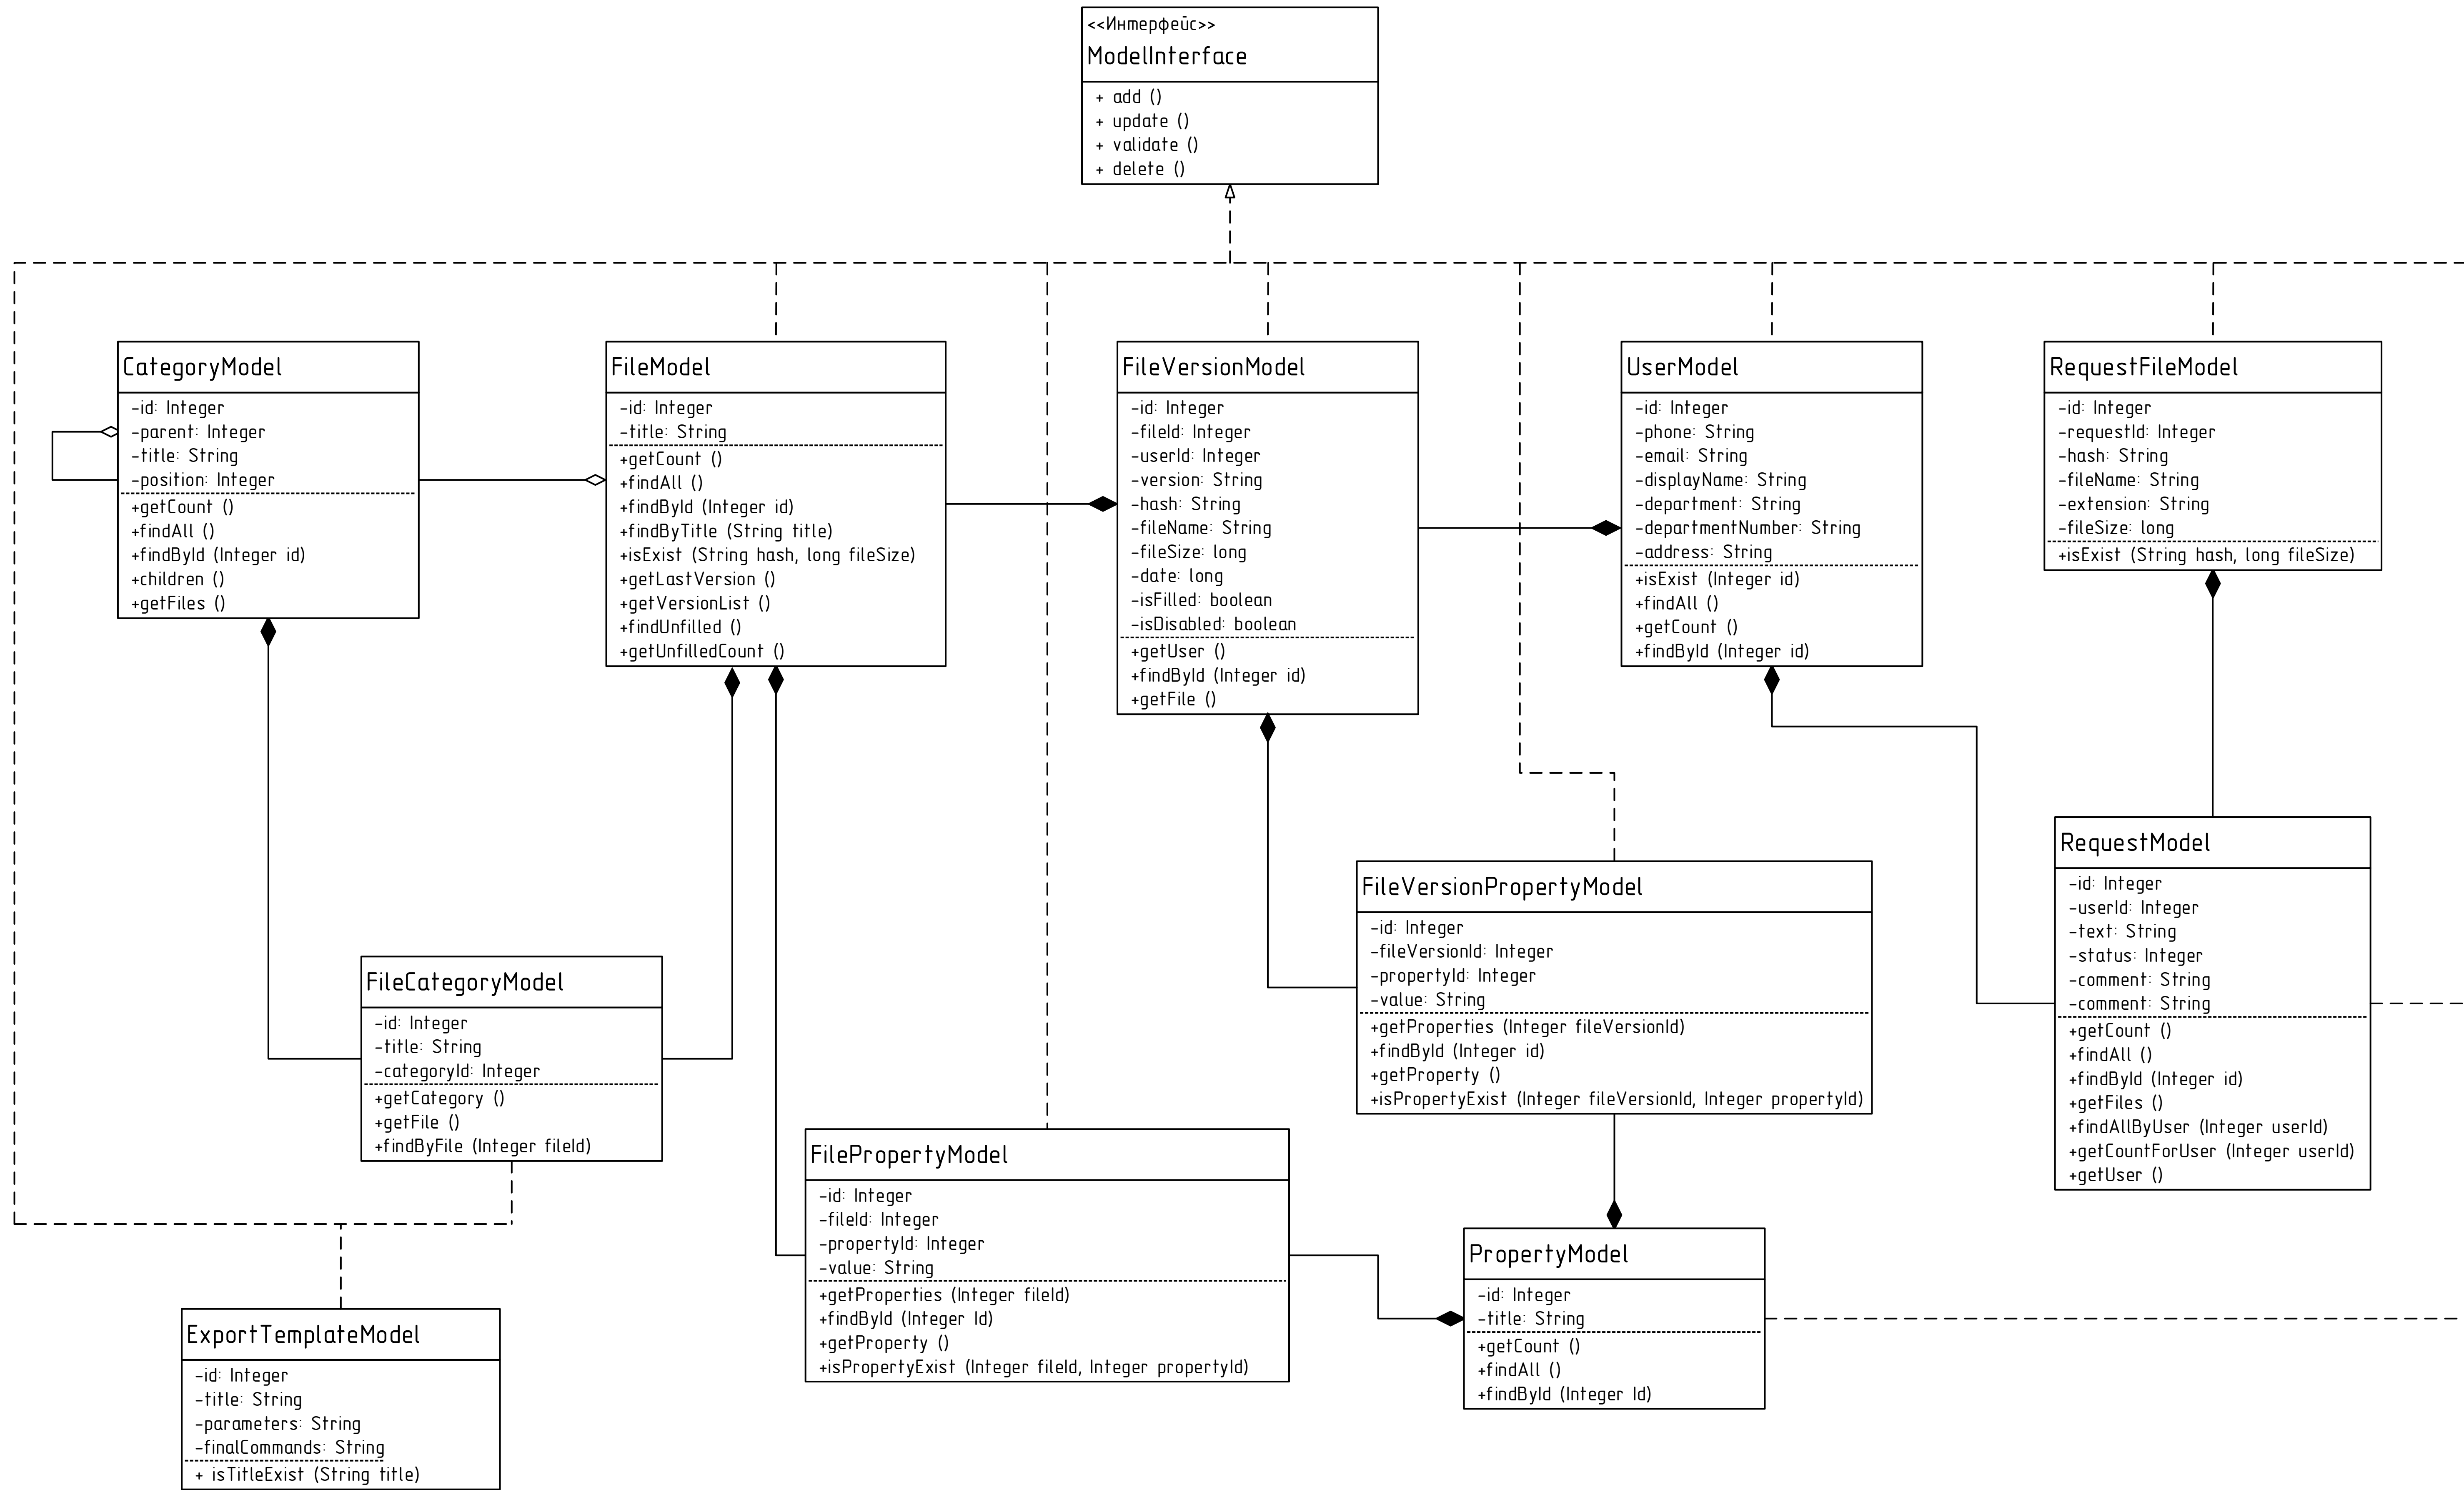 <<Интерфейс>>
ModelInterface
+ add ()
+ update ()
+ validate ()
+ delete ()
CategoryModel
-id: Integer
-parent: Integer
-title: String
-position: Integer
+getCount ()
+findAll ()
+findById (Integer id)
+children ()
+getFiles ()
FileModel
-id: Integer
-title: String
+getCount ()
+findAll ()
+findById (Integer id)
+findByTitle (String title)
+isExist (String hash, long fileSize)
+getLastVersion ()
+getVersionList ()
+findUnfilled ()
+getUnfilledCount ()
FileVersionModel
-id: Integer
-fileId: Integer
-userId: Integer
-version: String
-hash: String
-fileName: String
-fileSize: long
-date: long
-isFilled: boolean
-isDisabled: boolean
+getUser ()
+findById (Integer id)
+getFile ()
UserModel
-id: Integer
-phone: String
-email: String
-displayName: String
-department: String
-departmentNumber: String
-address: String
+isExist (Integer id)
+findAll ()
+getCount ()
+findById (Integer id)
RequestFileModel
-id: Integer
-requestId: Integer
-hash: String
-fileName: String
-extension: String
-fileSize: long
+isExist (String hash, long fileSize)
RequestModel
-id: Integer
-userId: Integer
-text: String
-status: Integer
-comment: String
-comment: String
+getCount ()
+findAll ()
+findById (Integer id)
+getFiles ()
+findAllByUser (Integer userId)
+getCountForUser (Integer userId)
+getUser ()
FileVersionPropertyModel
-id: Integer
-fileVersionId: Integer
-propertyId: Integer
-value: String
+getProperties (Integer fileVersionId)
+findById (Integer id)
+getProperty ()
+isPropertyExist (Integer fileVersionId, Integer propertyId)
FileCategoryModel
-id: Integer
-title: String
-categoryId: Integer
+getCategory ()
+getFile ()
+findByFile (Integer fileId)
FilePropertyModel
-id: Integer
-fileId: Integer
-propertyId: Integer
-value: String
+getProperties (Integer fileId)
+findById (Integer Id)
+getProperty ()
+isPropertyExist (Integer fileId, Integer propertyId)
PropertyModel
-id: Integer
-title: String
+getCount ()
+findAll ()
+findById (Integer Id)
ExportTemplateModel
-id: Integer
-title: String
-parameters: String
-finalCommands: String
+ isTitleExist (String title)